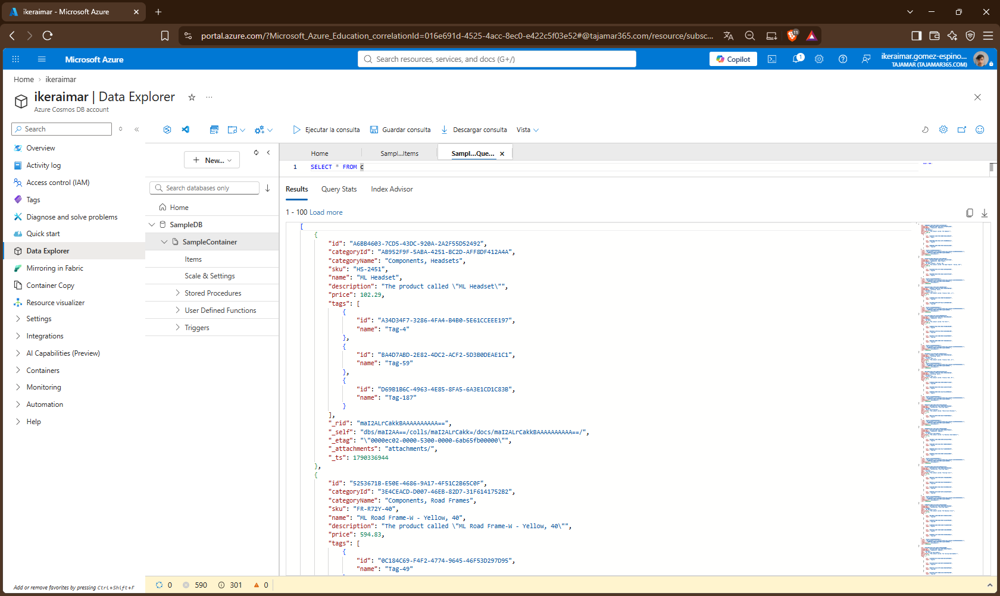 ikeraimar - Microsoft Azure
portal.azure.com/?Microsoft_Azure_Education_correlationId=016e691d-4525-4acc-8ec0-e422c5f03e52#@tajamar365.com/resource/subsc...
11
Microsoft Azure
Search resources, services, and docs (G+/)
Copilot
1
ikeraimar.gomez-espino...
TAJAMAR (TAJAMAR365.COM)
Home > ikeraimar
ikeraimar | Data Explorer
Azure Cosmos DB account
Search
Overview
Activity log
Access control (IAM)
Tags
Diagnose and solve problems
Quick start
Data Explorer
Mirroring in Fabric
Container Copy
Resource visualizer
Settings
Integrations
AI Capabilities (Preview)
Containers
Monitoring
Automation
Help
Add or remove favorites by pressing Ctrl+Shift+F
Ejecutar la consulta
Guardar consulta
Descargar consulta
Vista
New...
Search databases only
Home
SampleDB
SampleContainer
Items
Scale & Settings
Stored Procedures
User Defined Functions
Triggers
Home
Sampl...Items
Sampl...Que...
1 SELECT * FROM c
Results
Query Stats
Index Advisor
1 - 100 Load more
[
{
"id": "A6BB4603-7CD5-43DC-920A-2A2F55D52492",
"categoryId": "AB952F9F-5ABA-4251-BC2D-AFF8DF412A4A",
"categoryName": "Components, Headsets",
"sku": "HS-2451",
"name": "ML Headset",
"description": "The product called \"ML Headset\"",
"price": 102.29,
"tags": [
{
"id": "A34D34F7-3286-4FA4-B4B0-5E61CCEEE197",
"name": "Tag-4"
},
{
"id": "BA4D7ABD-2E82-4DC2-ACF2-5D3B0DEAE1C1",
"name": "Tag-59"
},
{
"id": "D69B1B6C-4963-4E85-8FA5-6A3E1CD1C83B",
"name": "Tag-187"
}
],
"_rid": "maI2ALrCakkBAAAAAAAAAA==",
"_self": "dbs/maI2AA==/colls/maI2ALrCakk=/docs/maI2ALrCakkBAAAAAAAAAA==/",
"_etag": "\"0000ec02-0000-5300-0000-6ab65fb00000\"",
"_attachments": "attachments/",
"_ts": 1790336944
},
{
"id": "5253671B-E50E-4686-9A17-4F51C2B65C0F",
"categoryId": "3E4CEACD-D007-46EB-82D7-31F6141752B2",
"categoryName": "Components, Road Frames",
"sku": "FR-R72Y-40",
"name": "ML Road Frame-W - Yellow, 40",
"description": "The product called \"ML Road Frame-W - Yellow, 40\"",
"price": 594.83,
"tags": [
{
"id": "0C184C69-F4F2-4774-9645-46F53D297D95",
"name": "Tag-49"
0
590
301
0